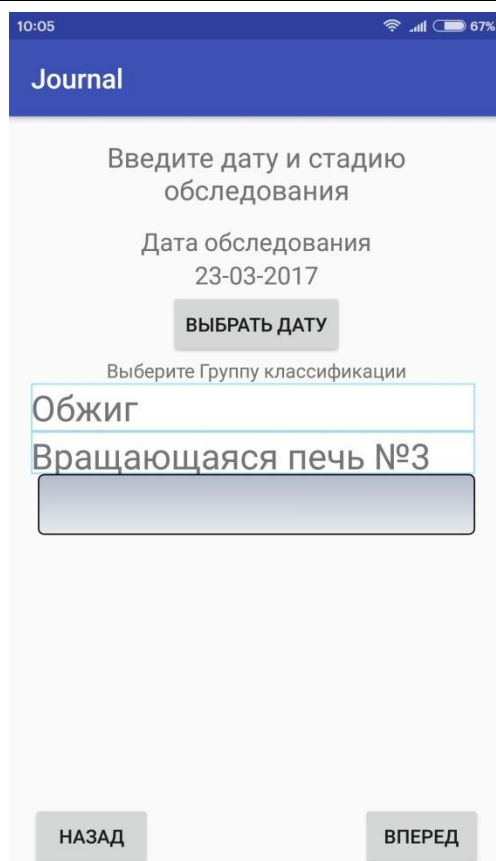 10:05 67%
Journal
Введите дату и стадию
обследования
Дата обследования
23-03-2017
ВЫБРАТЬ ДАТУ
Выберите Группу классификации
Обжиг
Вращающаяся печь №3
НАЗАД ВПЕРЕД